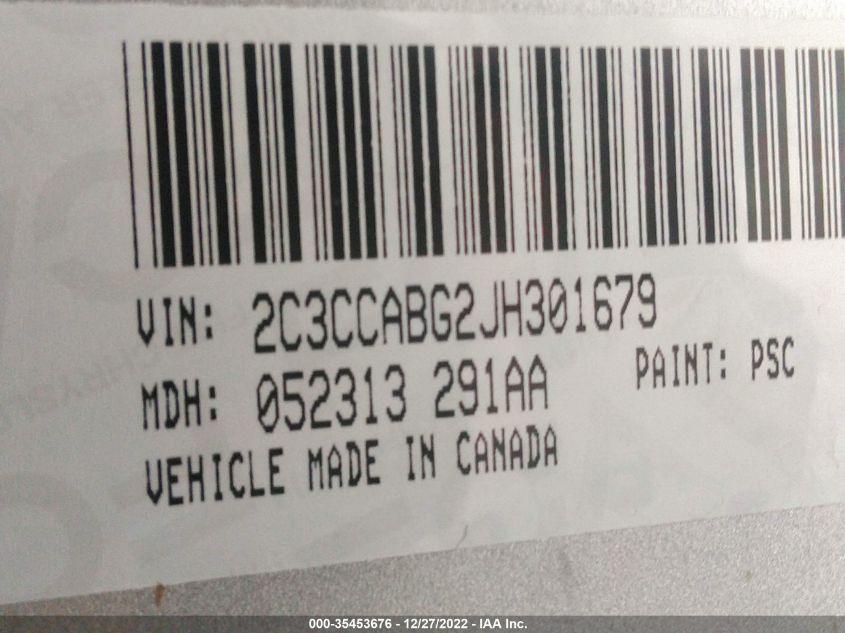 VIN: 2C3CCABG2JH301679
MDH: 052313 291AA PAINT: PSC
VEHICLE MADE IN CANADA
000-35453676 - 12/27/2022 - IAA Inc.